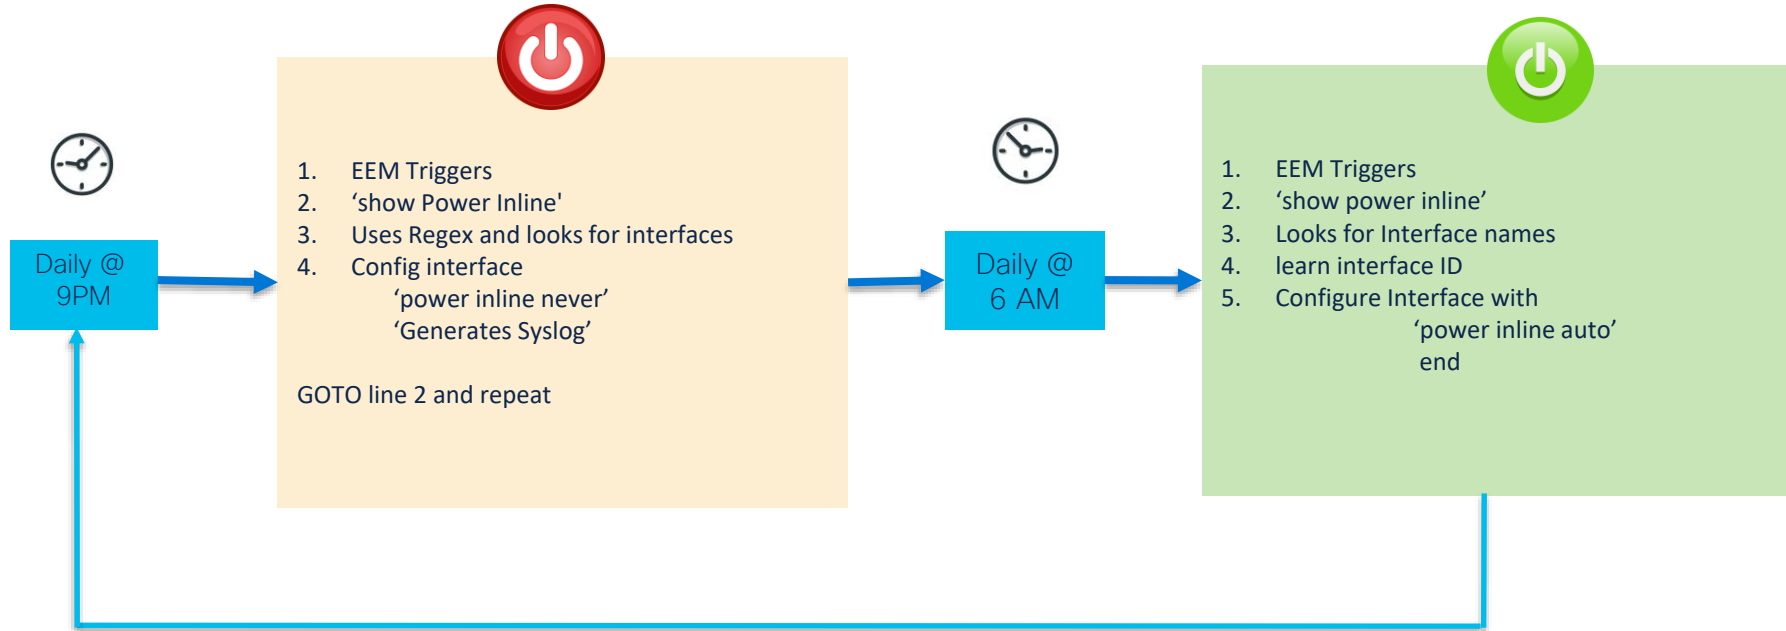 Daily @
9PM
1. EEM Triggers
2. ‘show Power Inline'
3. Uses Regex and looks for interfaces
4. Config interface
‘power inline never’
‘Generates Syslog’
GOTO line 2 and repeat
Daily @
6 AM
1. EEM Triggers
2. ‘show power inline’
3. Looks for Interface names
4. learn interface ID
5. Configure Interface with
‘power inline auto’
end